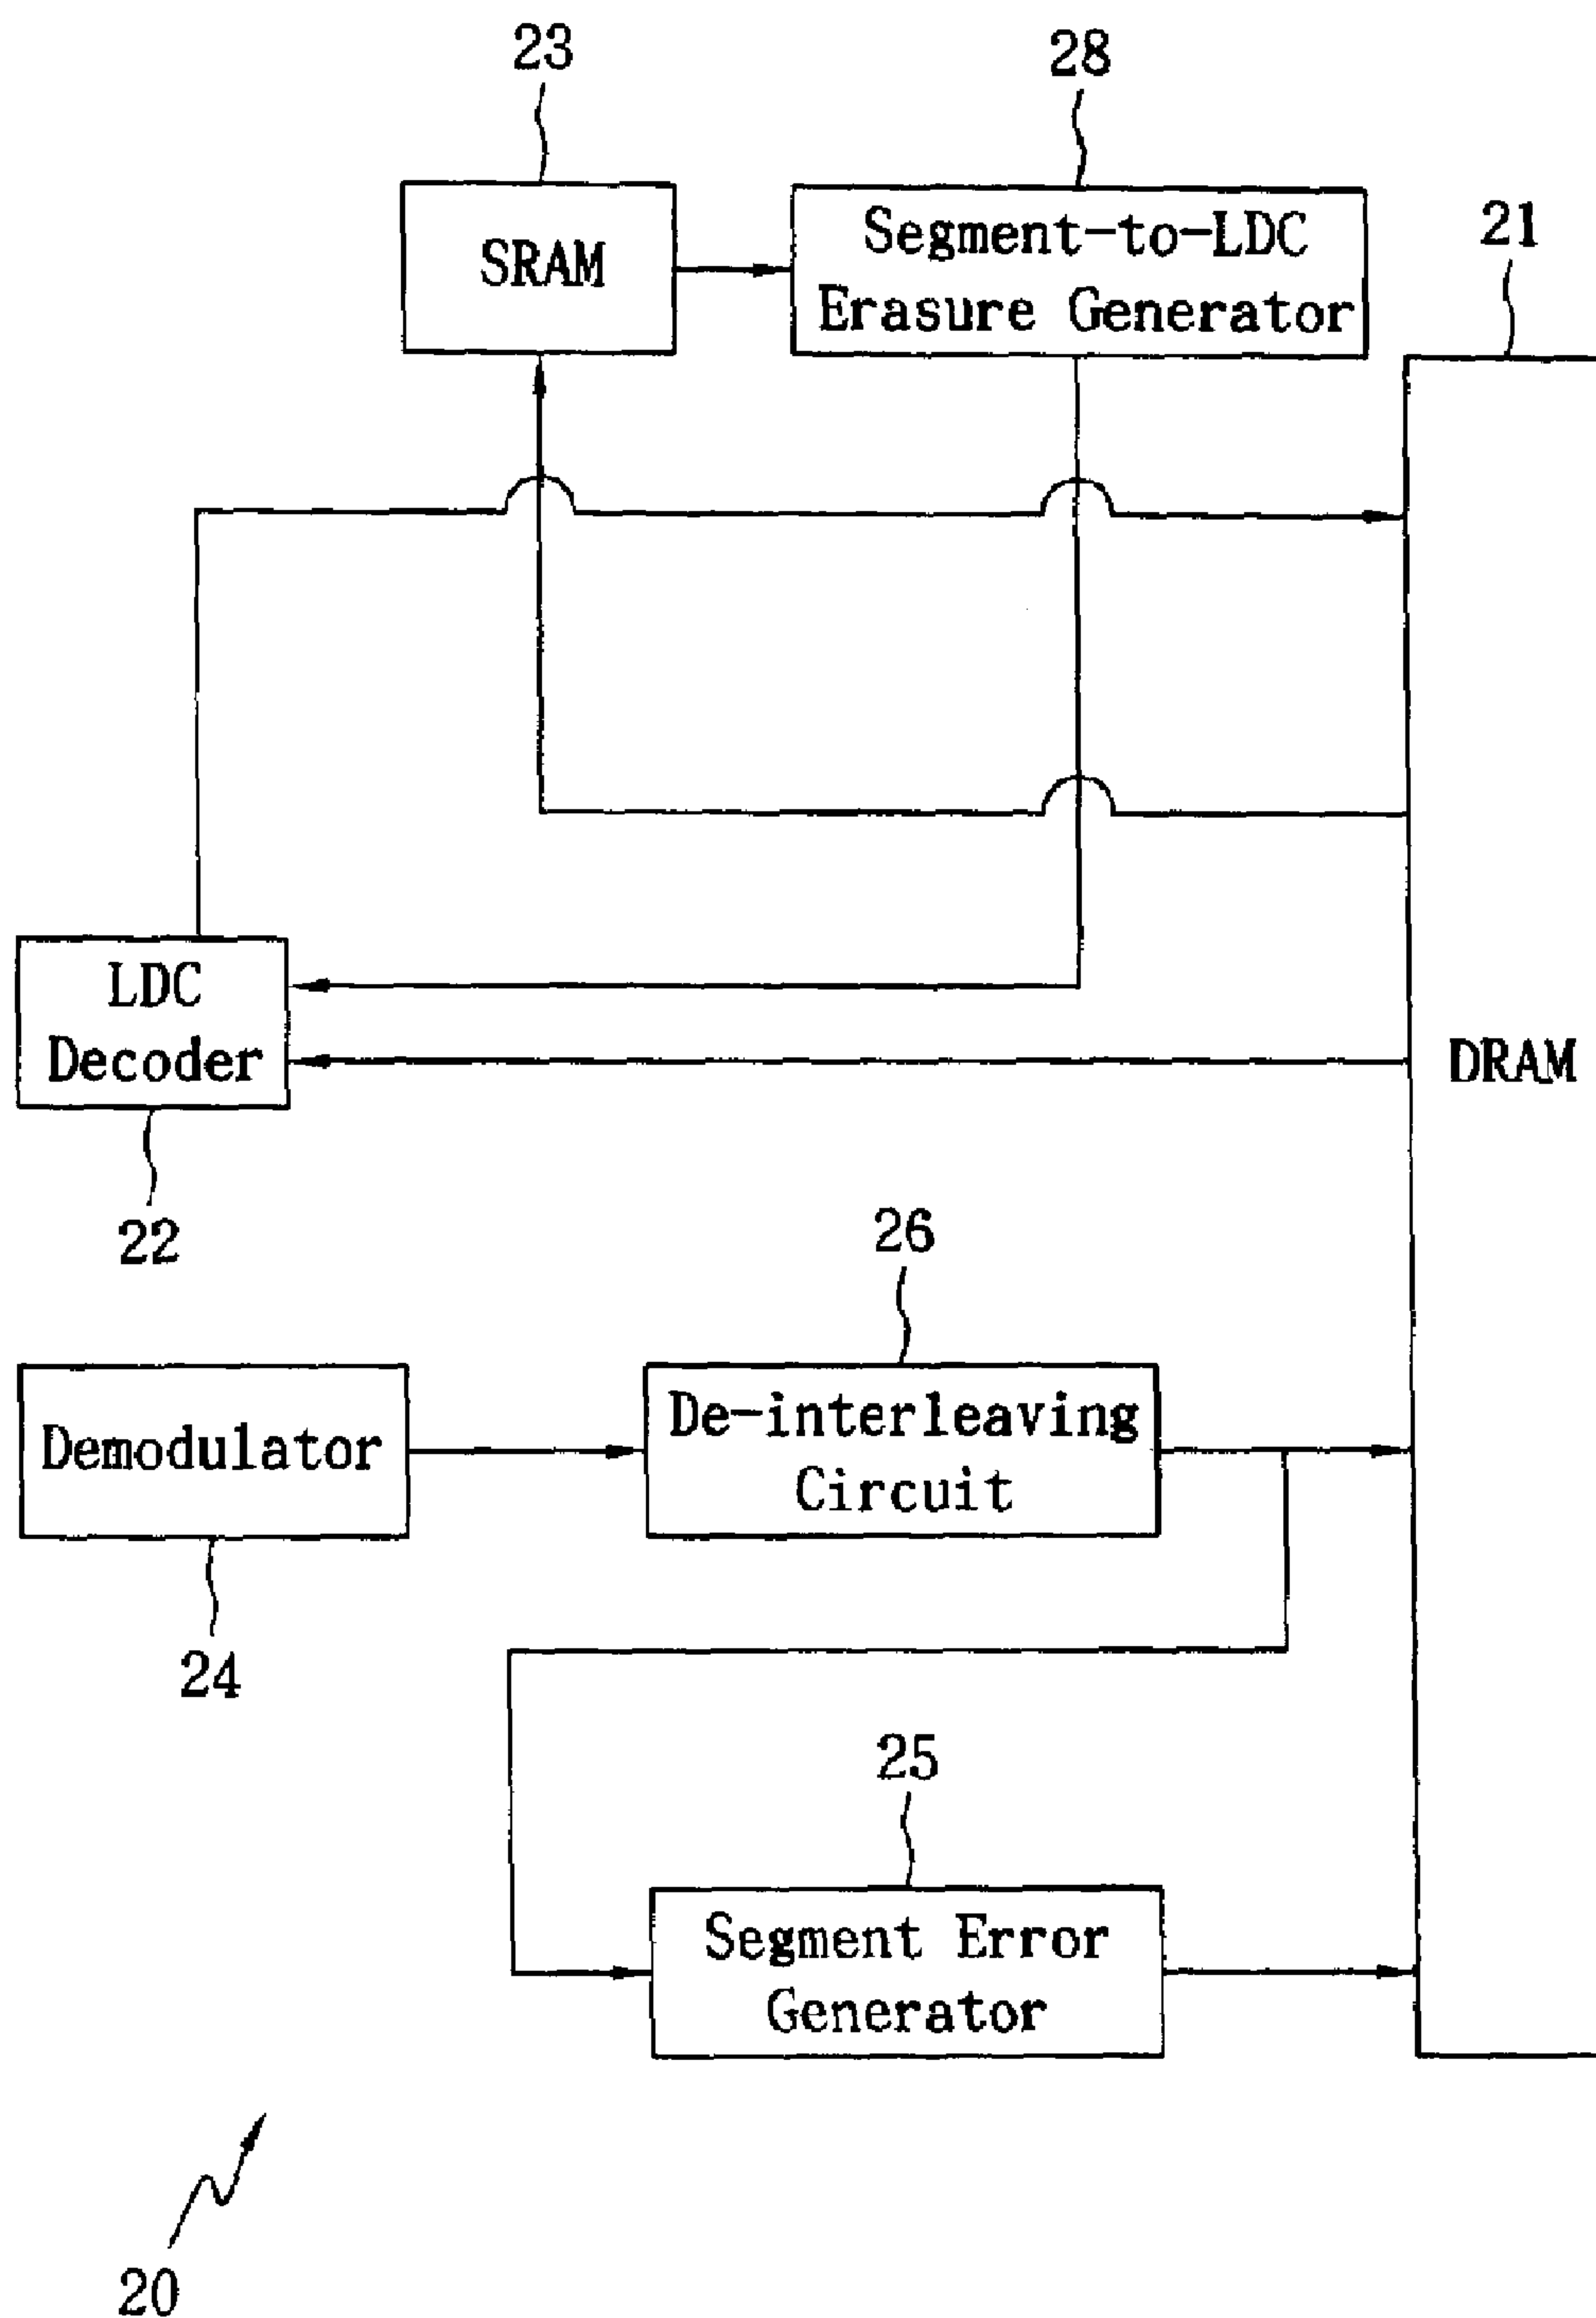 23
28
SRAM
Segment-to-LDC
Erasure Generator
21
LDC
Decoder
DRAM
22
26
Demodulator
De-interleaving
Circuit
24
25
Segment Error
Generator
20